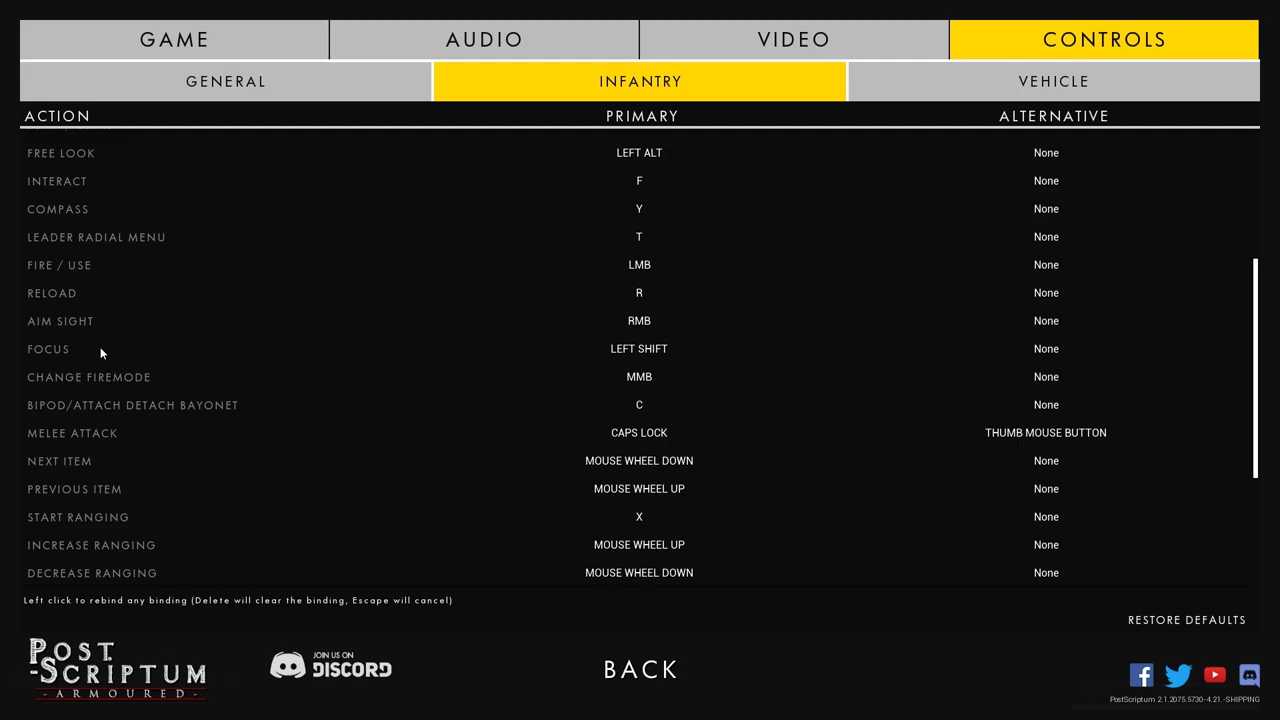 GAME AUDIO VIDEO CONTROLS
GENERAL INFANTRY VEHICLE
ACTION PRIMARY ALTERNATIVE
FREE LOOK LEFT ALT None
INTERACT F None
COMPASS Y None
LEADER RADIAL MENU T None
FIRE / USE LMB None
RELOAD R None
AIM SIGHT RMB None
FOCUS LEFT SHIFT None
CHANGE FIREMODE MMB None
BIPOD/ATTACH DETACH BAYONET C None
MELEE ATTACK CAPS LOCK THUMB MOUSE BUTTON
NEXT ITEM MOUSE WHEEL DOWN None
PREVIOUS ITEM MOUSE WHEEL UP None
START RANGING X None
INCREASE RANGING MOUSE WHEEL UP None
DECREASE RANGING MOUSE WHEEL DOWN None
Left click to rebind any binding (Delete will clear the binding, Escape will cancel)
RESTORE DEFAULTS
POST
-SCRIPTUM
-ARMOURED-
JOIN US ON
DISCORD
BACK
PostScriptum 2.1.2075.5730-4.21.-SHIPPING